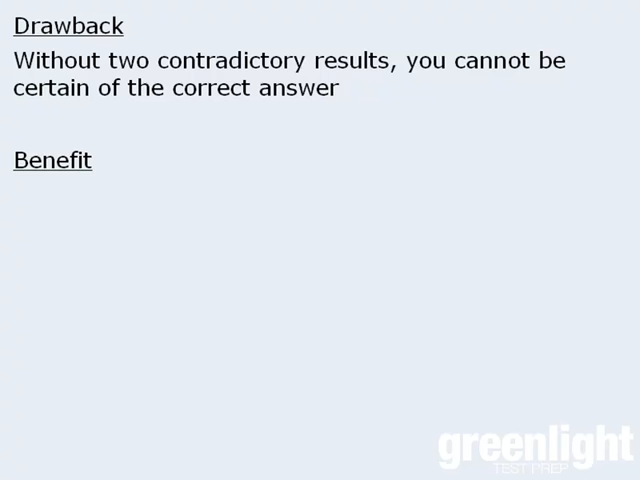 Drawback
Without two contradictory results, you cannot be
certain of the correct answer
Benefit
greenlight
TEST PREP